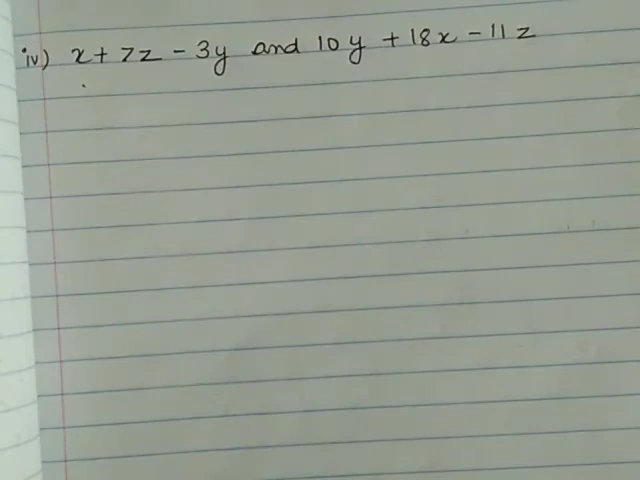 iv) x + 7z - 3y and 10y + 18x - 11z